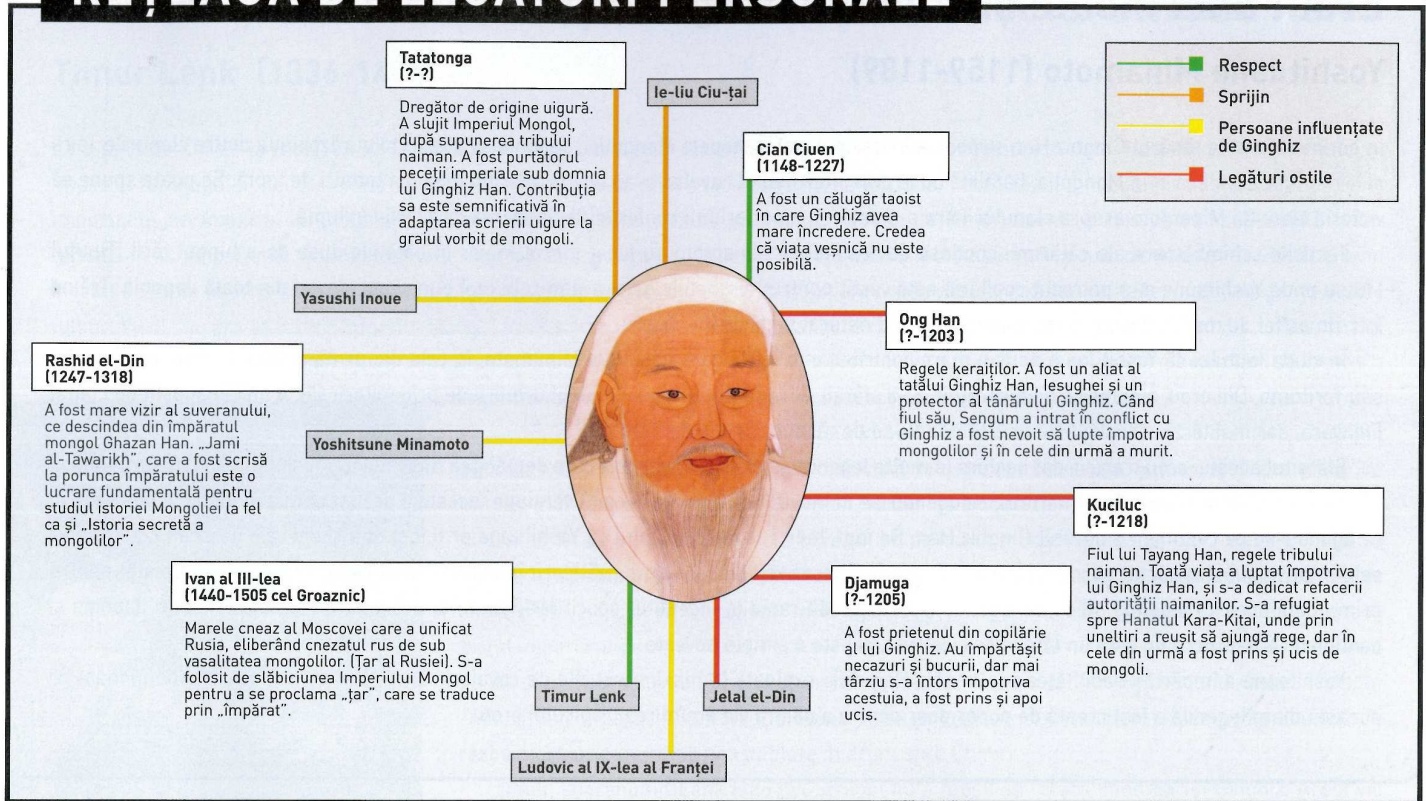 REȚEAUA DE LEGĂTURI PERSONALE
Yoshitsune Minamoto (1159-1189)
Tatatonga
(?-?)
Dregător de origine uigură.
A slujit Imperiul Mongol,
după supunerea tribului
naiman. A fost purtătorul
peceții imperiale sub domnia
lui Ginghiz Han. Contribuția
sa este semnificativă în
adaptarea scrierii uigure la
graiul vorbit de mongoli.
Ie-liu Ciu-țai
Cian Ciuen
(1148-1227)
A fost un călugăr taoist
în care Ginghiz avea
mare încredere. Credea
că viața veșnică nu este
posibilă.
Respect
Sprijin
Persoane influențate
de Ginghiz
Legături ostile
Yasushi Inoue
Ong Han
(?-1203 )
Regele keraiților. A fost un aliat al
tatălui Ginghiz Han, Iesughei și un
protector al tânărului Ginghiz. Când
fiul său, Sengum a intrat în conflict cu
Ginghiz a fost nevoit să lupte împotriva
mongolilor și în cele din urmă a murit.
Rashid el-Din
(1247-1318)
A fost mare vizir al suveranului,
ce descindea din împăratul
mongol Ghazan Han. „Jami
al-Tawarikh”, care a fost scrisă
la porunca împăratului este o
lucrare fundamentală pentru
studiul istoriei Mongoliei la fel
ca și „Istoria secretă a
mongolilor”.
Yoshitsune Minamoto
Kuciluc
(?-1218)
Fiul lui Tayang Han, regele tribului
naiman. Toată viața a luptat împotriva
lui Ginghiz Han, și s-a dedicat refacerii
autorității naimanilor. S-a refugiat
spre Hanatul Kara-Kitai, unde prin
uneltiri a reușit să ajungă rege, dar în
cele din urmă a fost prins și ucis de
mongoli.
Ivan al III-lea
(1440-1505 cel Groaznic)
Marele cneaz al Moscovei care a unificat
Rusia, eliberând cnezatul rus de sub
vasalitatea mongolilor. (Țar al Rusiei). S-a
folosit de slăbiciunea Imperiului Mongol
pentru a se proclama „țar”, care se traduce
prin „împărat”.
Djamuga
(?-1205)
A fost prietenul din copilărie
al lui Ginghiz. Au împărtășit
necazuri și bucurii, dar mai
târziu s-a întors împotriva
acestuia, a fost prins și apoi
ucis.
Timur Lenk
Jelal el-Din
Ludovic al IX-lea al Franței